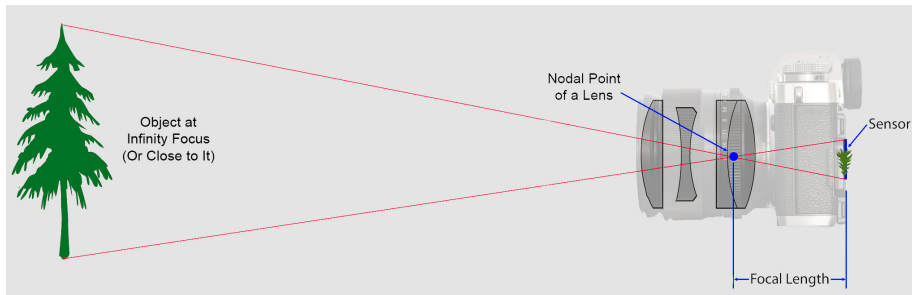 Nodal Point
of a Lens
Object at
Infinity Focus
(Or Close to It)
Sensor
Focal Length